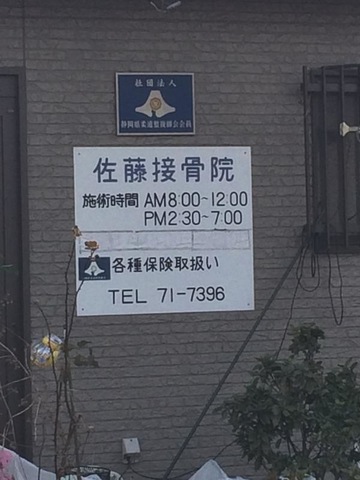 社団法人
静岡県柔道整復師会会員
佐藤接骨院
施術時間 AM8:00~12:00
PM2:30~7:00
各種保険取扱い
TEL 71-7396